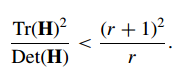 Tr(𝐇)² / Det(𝐇) < (r + 1)² / r.